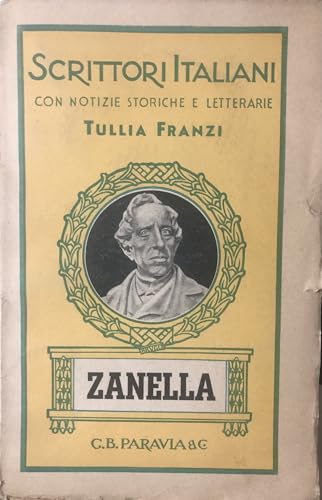 SCRITTORI ITALIANI
CON NOTIZIE STORICHE E LETTERARIE
TULLIA FRANZI
ZANELLA
C.B. PARAVIA & C